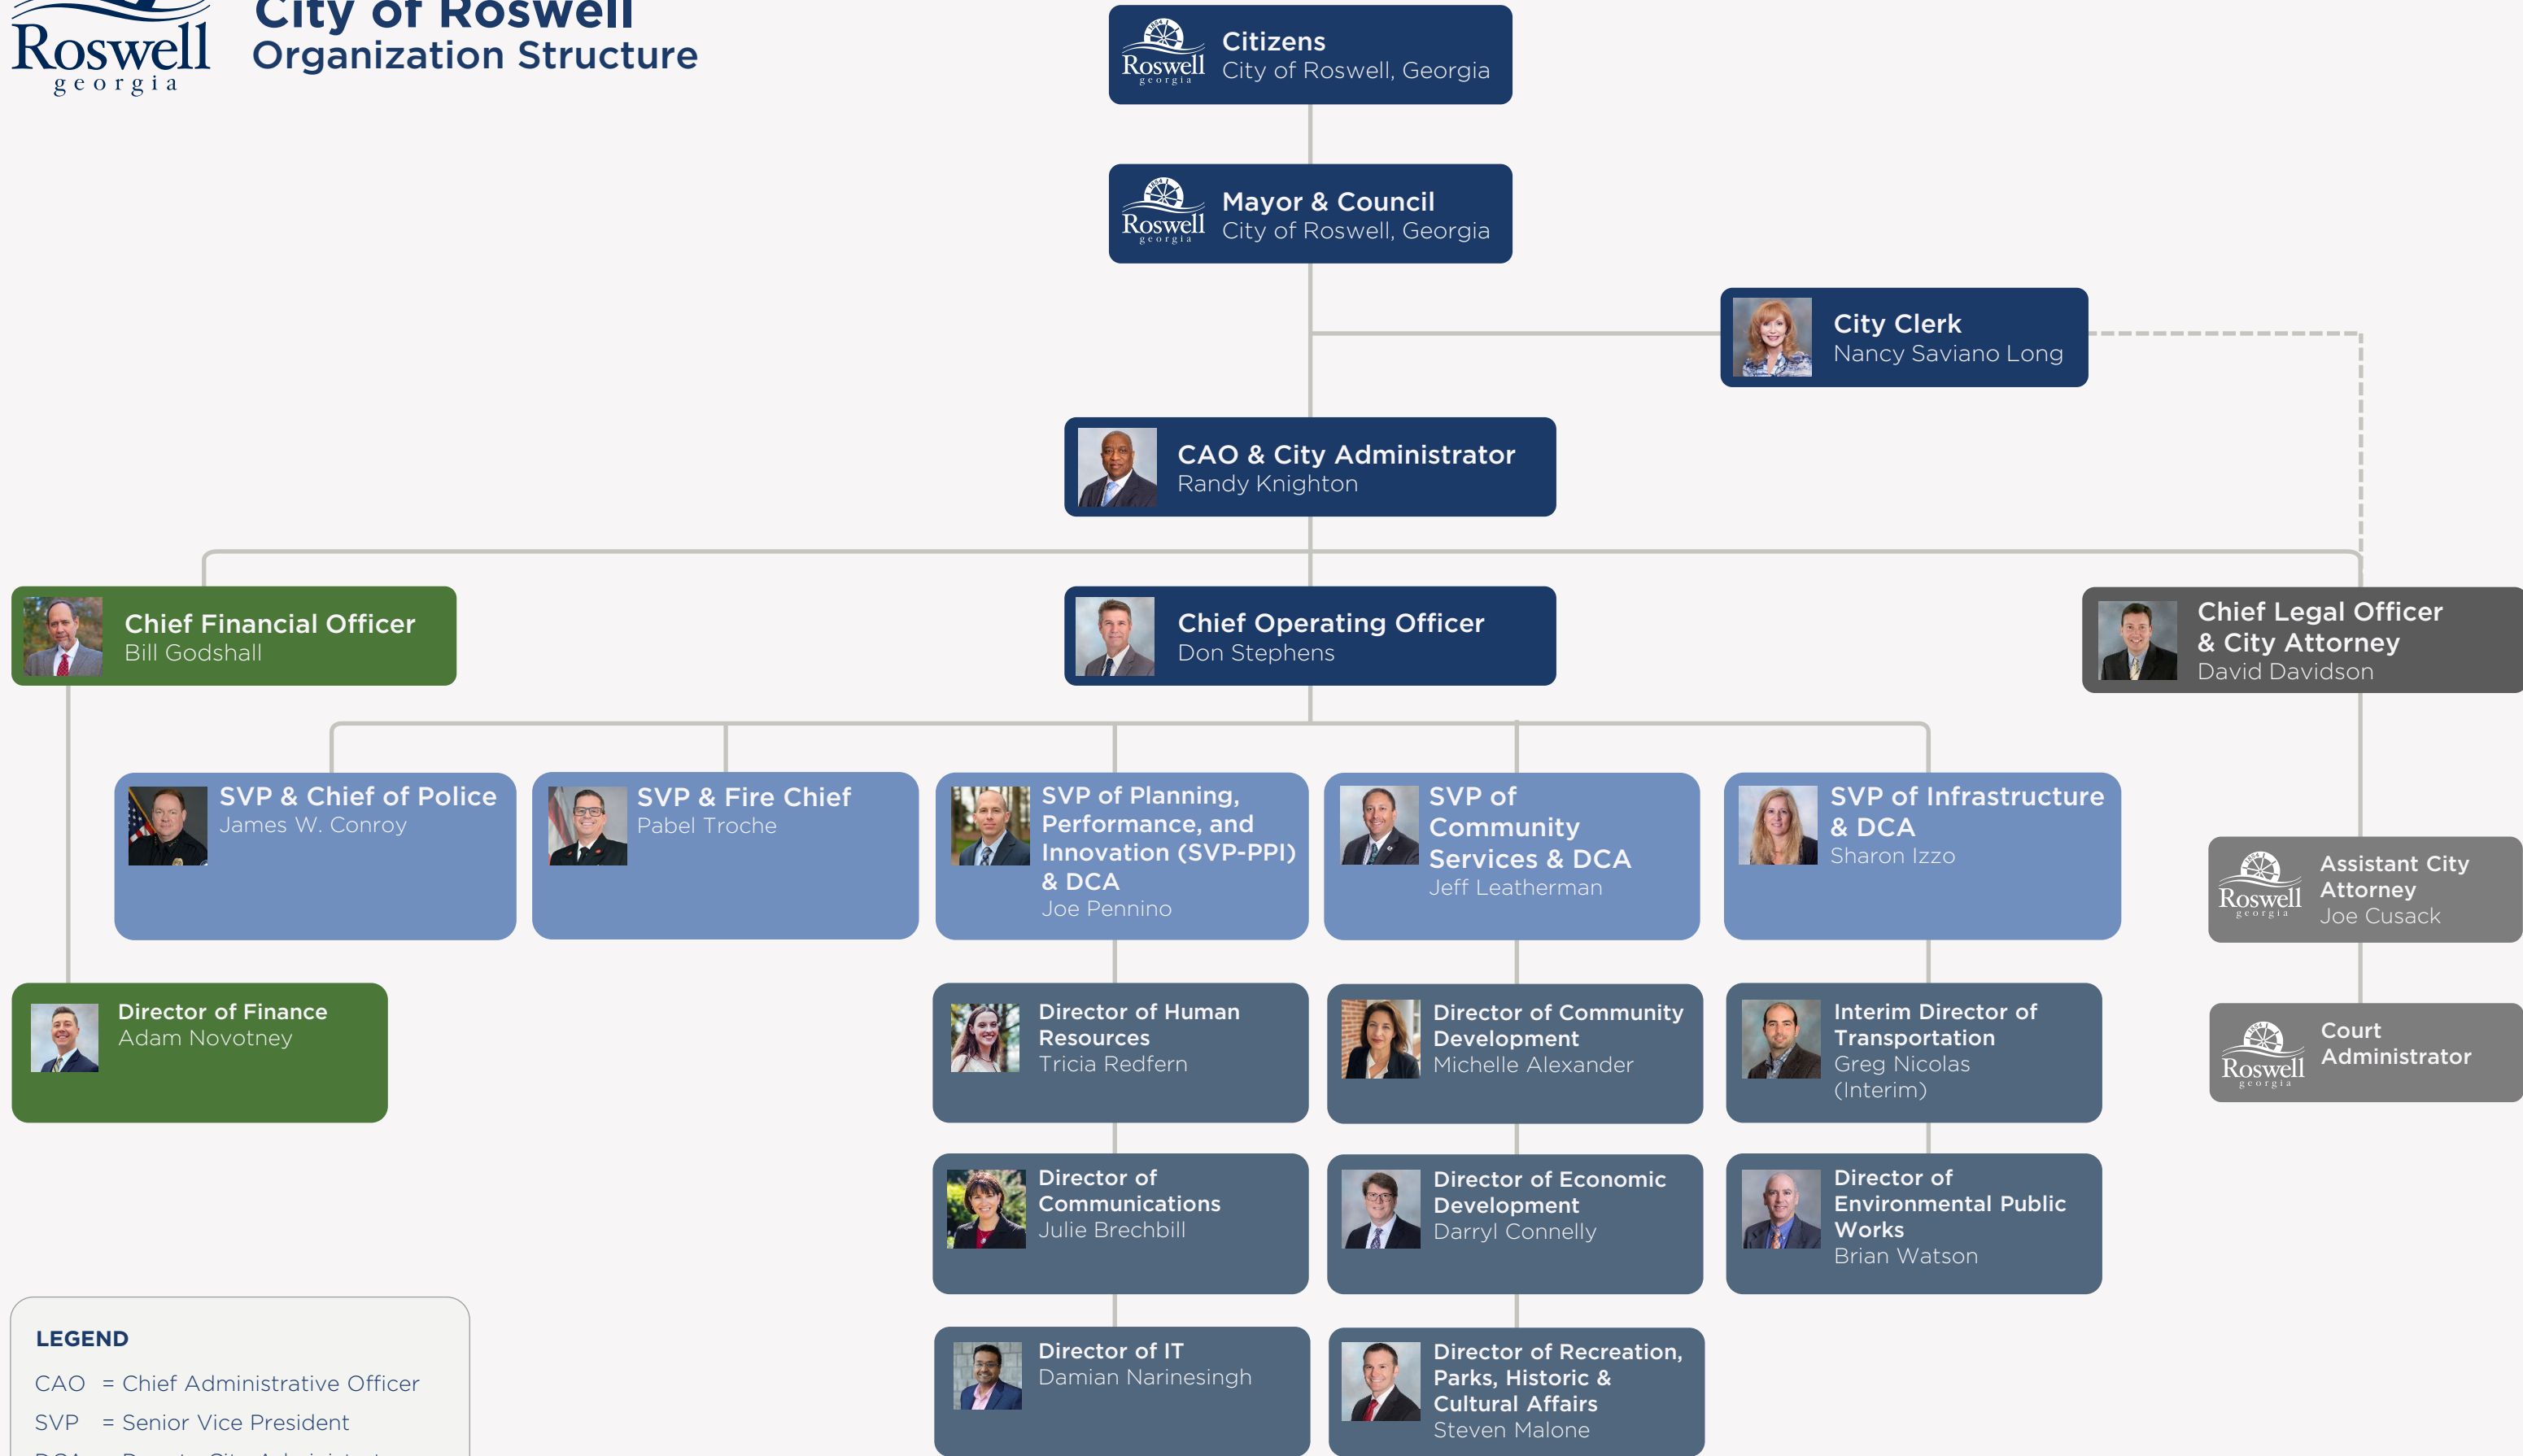 City of Roswell
Organization Structure
Roswell
georgia
Roswell
georgia
Citizens
City of Roswell, Georgia
Roswell
georgia
Mayor & Council
City of Roswell, Georgia
City Clerk
Nancy Saviano Long
CAO & City Administrator
Randy Knighton
Chief Financial Officer
Bill Godshall
Chief Operating Officer
Don Stephens
Chief Legal Officer
& City Attorney
David Davidson
SVP & Chief of Police
James W. Conroy
SVP & Fire Chief
Pabel Troche
SVP of Planning,
Performance, and
Innovation (SVP-PPI)
& DCA
Joe Pennino
SVP of
Community
Services & DCA
Jeff Leatherman
SVP of Infrastructure
& DCA
Sharon Izzo
Roswell
georgia
Assistant City
Attorney
Joe Cusack
Director of Finance
Adam Novotney
Director of Human
Resources
Tricia Redfern
Director of Community
Development
Michelle Alexander
Interim Director of
Transportation
Greg Nicolas
(Interim)
Roswell
georgia
Court
Administrator
Director of
Communications
Julie Brechbill
Director of Economic
Development
Darryl Connelly
Director of
Environmental Public
Works
Brian Watson
Director of IT
Damian Narinesingh
Director of Recreation,
Parks, Historic &
Cultural Affairs
Steven Malone
LEGEND
CAO = Chief Administrative Officer
SVP = Senior Vice President